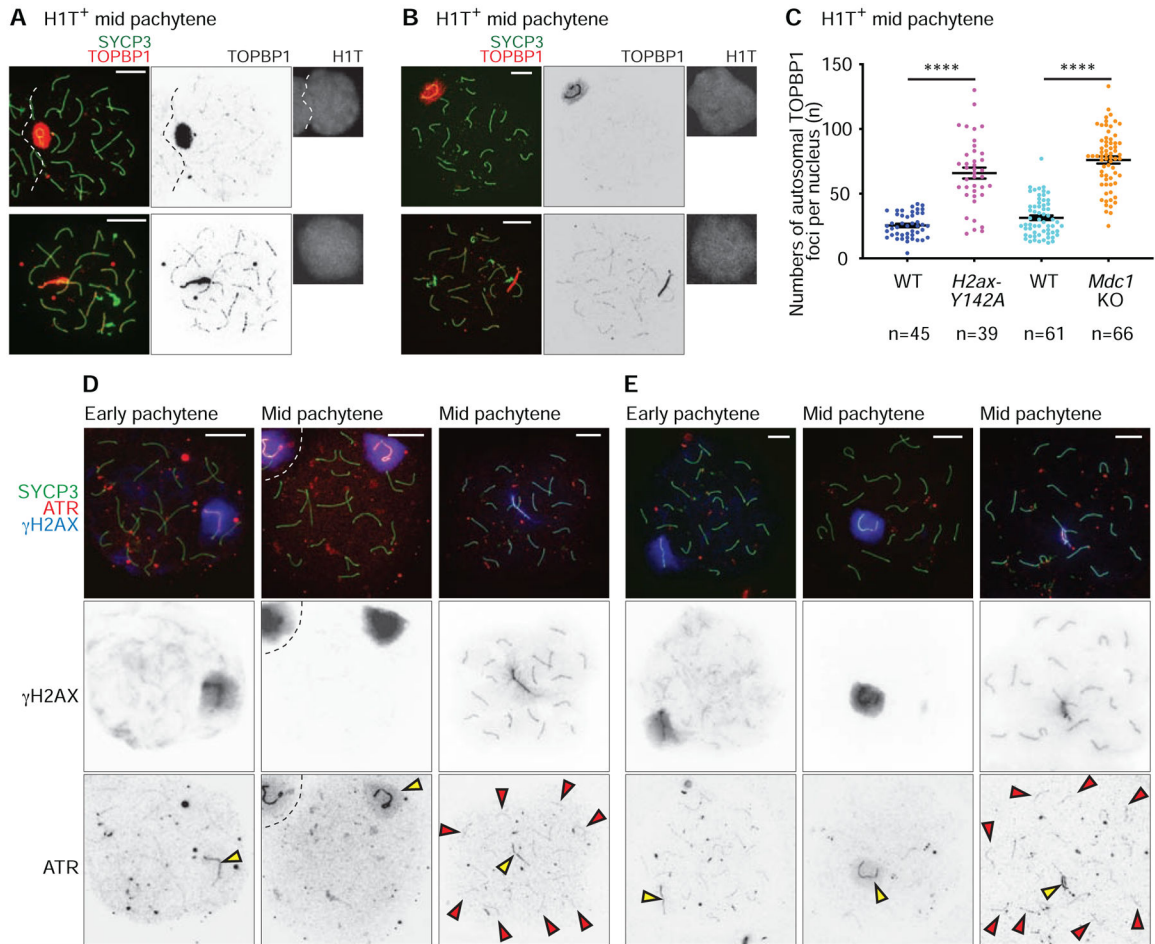 A H1T+ mid pachytene
SYCP3
TOPBP1 TOPBP1 H1T
B H1T+ mid pachytene
SYCP3
TOPBP1 TOPBP1 H1T
C H1T+ mid pachytene
Numbers of autosomal TOPBP1
foci per nucleus (n)
150
100
50
0
**** ****
WT H2ax- WT Mdc1
Y142A KO
n=45 n=39 n=61 n=66
D
Early pachytene Mid pachytene Mid pachytene
E
Early pachytene Mid pachytene Mid pachytene
SYCP3
ATR
γH2AX
γH2AX
ATR